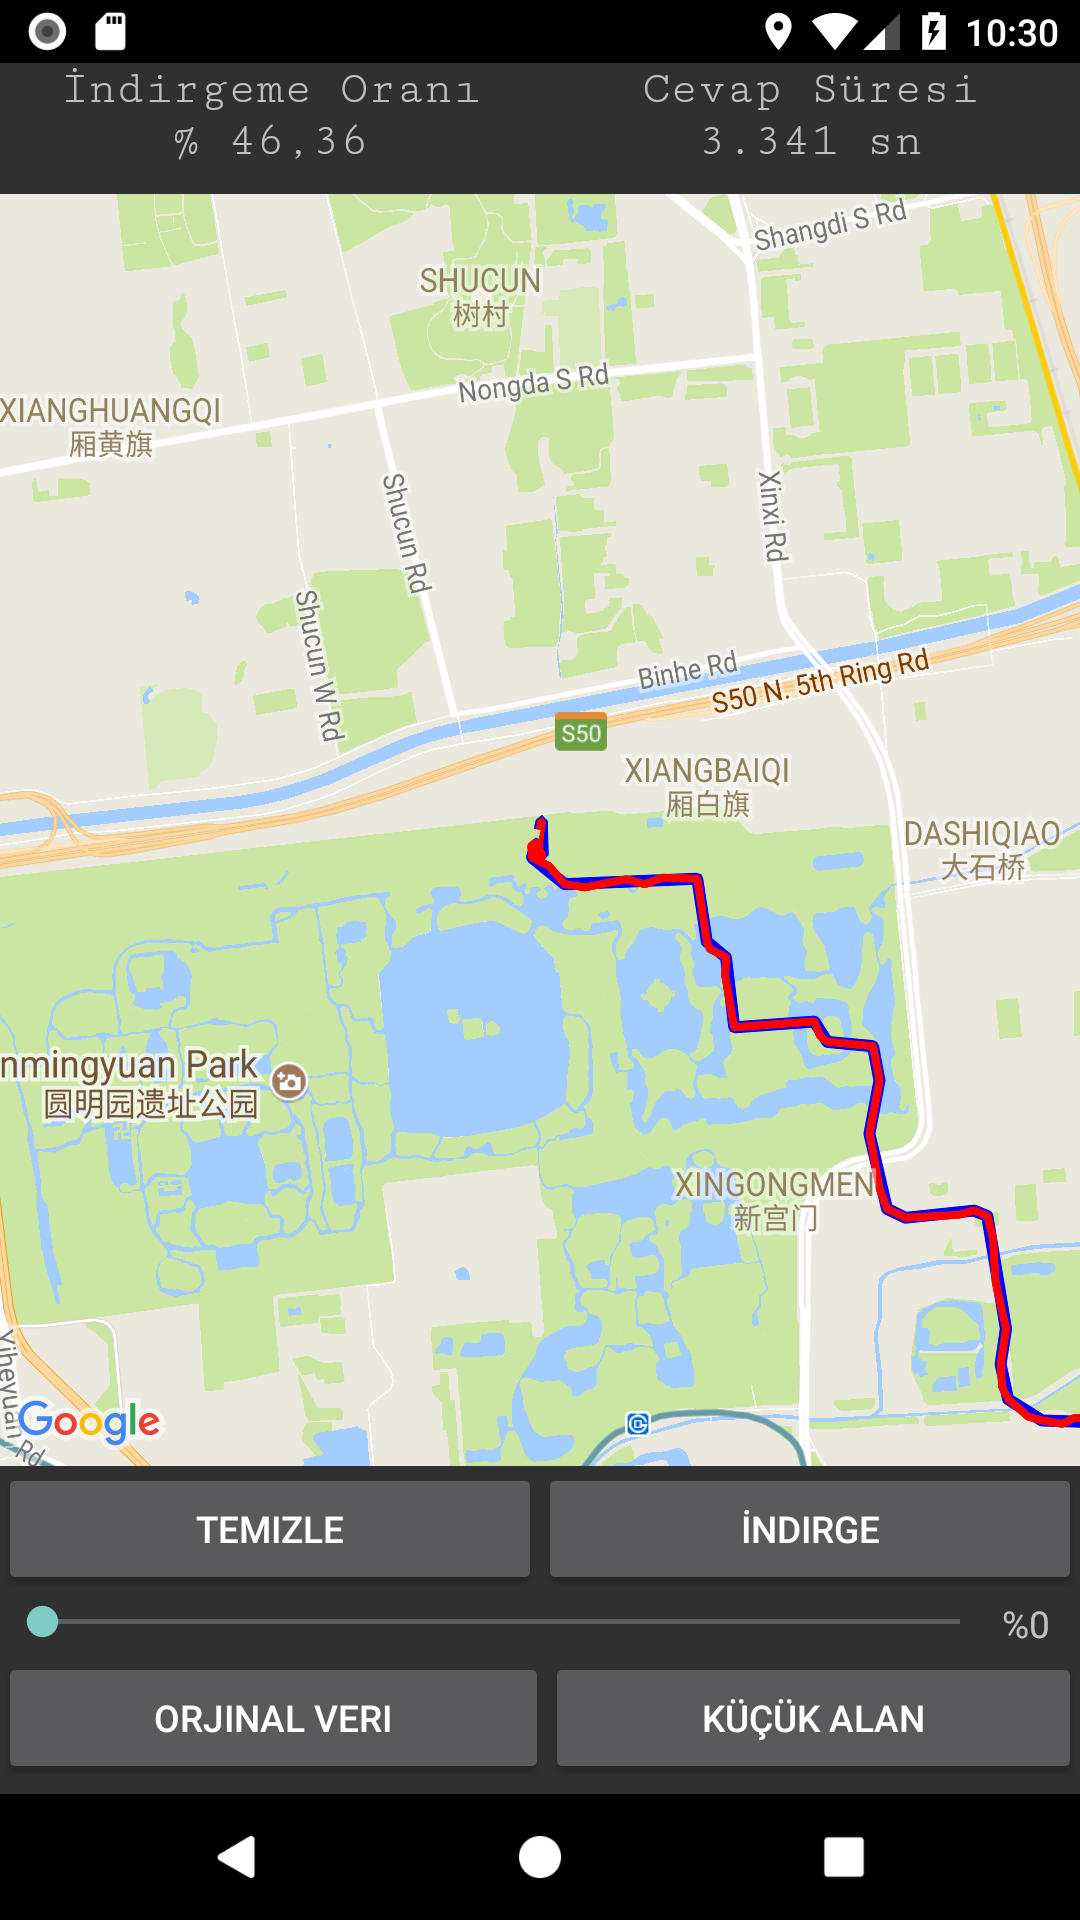 10:30
İndirgeme Oranı
% 46,36
Cevap Süresi
3.341 sn
Shangdi S Rd
SHUCUN
树村
Nongda S Rd
XIANGHUANGQI
厢黄旗
Shucun Rd
Xinxi Rd
Shucun W Rd
Binhe Rd
S50 N. 5th Ring Rd
S50
XIANGBAIQI
厢白旗
DASHIQIAO
大石桥
nmingyuan Park
圆明园遗址公园
XINGONGMEN
新宫门
Yiheyuan Rd
Google
TEMIZLE
İNDIRGE
%0
ORJINAL VERI
KÜÇÜK ALAN